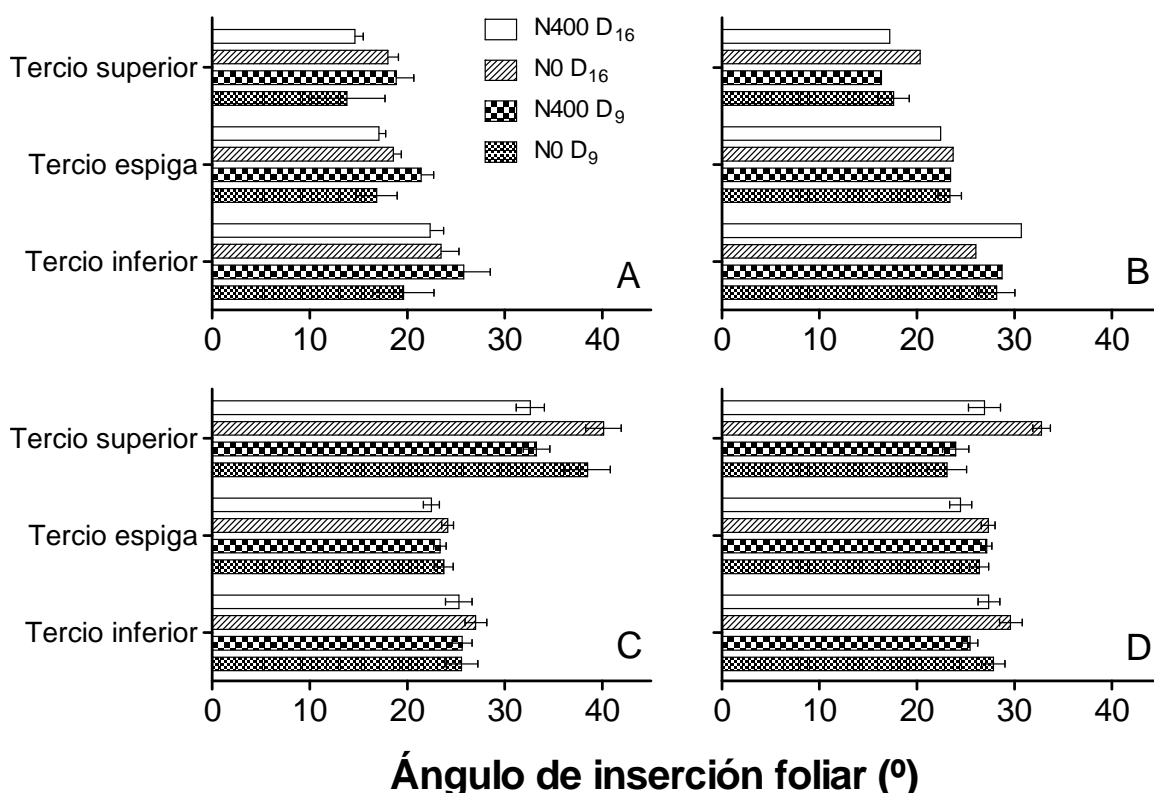 N400 D16
N0 D16
N400 D9
N0 D9
Tercio superior
Tercio espiga
Tercio inferior
A
0 10 20 30 40
B
0 10 20 30 40
Tercio superior
Tercio espiga
Tercio inferior
C
0 10 20 30 40
D
0 10 20 30 40
Ángulo de inserción foliar (º)